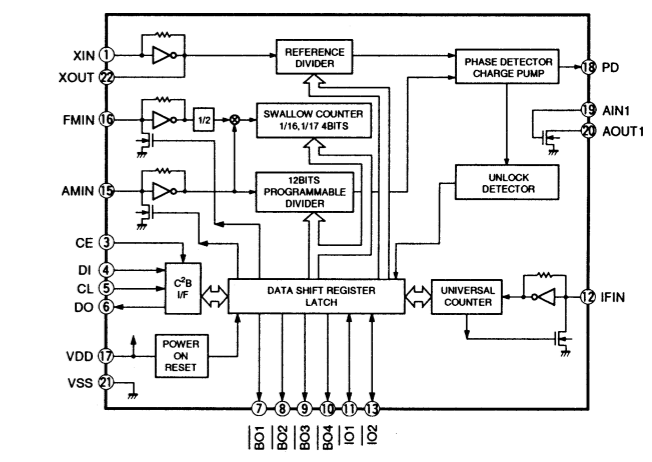 XIN 1
XOUT 22
REFERENCE
DIVIDER
PHASE DETECTOR
CHARGE PUMP
18 PD
19 AIN1
20 AOUT1
FMIN 16
1/2
SWALLOW COUNTER
1/16,1/17 4BITS
AMIN 15
12BITS
PROGRAMMABLE
DIVIDER
UNLOCK
DETECTOR
CE 3
DI 4
CL 5
DO 6
C²B
I/F
DATA SHIFT REGISTER
LATCH
UNIVERSAL
COUNTER
12 IFIN
VDD 17
POWER
ON
RESET
VSS 21
7 8 9 10 11 13
BO1 BO2 BO3 BO4 IO1 IO2